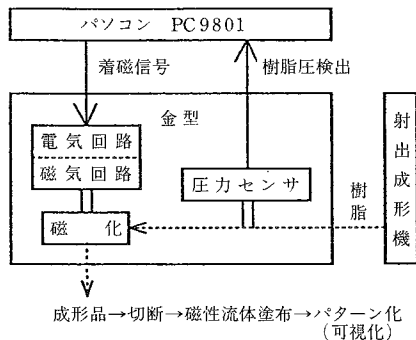 パソコン PC9801
着磁信号
樹脂圧検出
金型
電気回路
磁気回路
圧力センサ
磁化
樹脂
射出成形機
成形品→切断→磁性流体塗布→パターン化
(可視化)